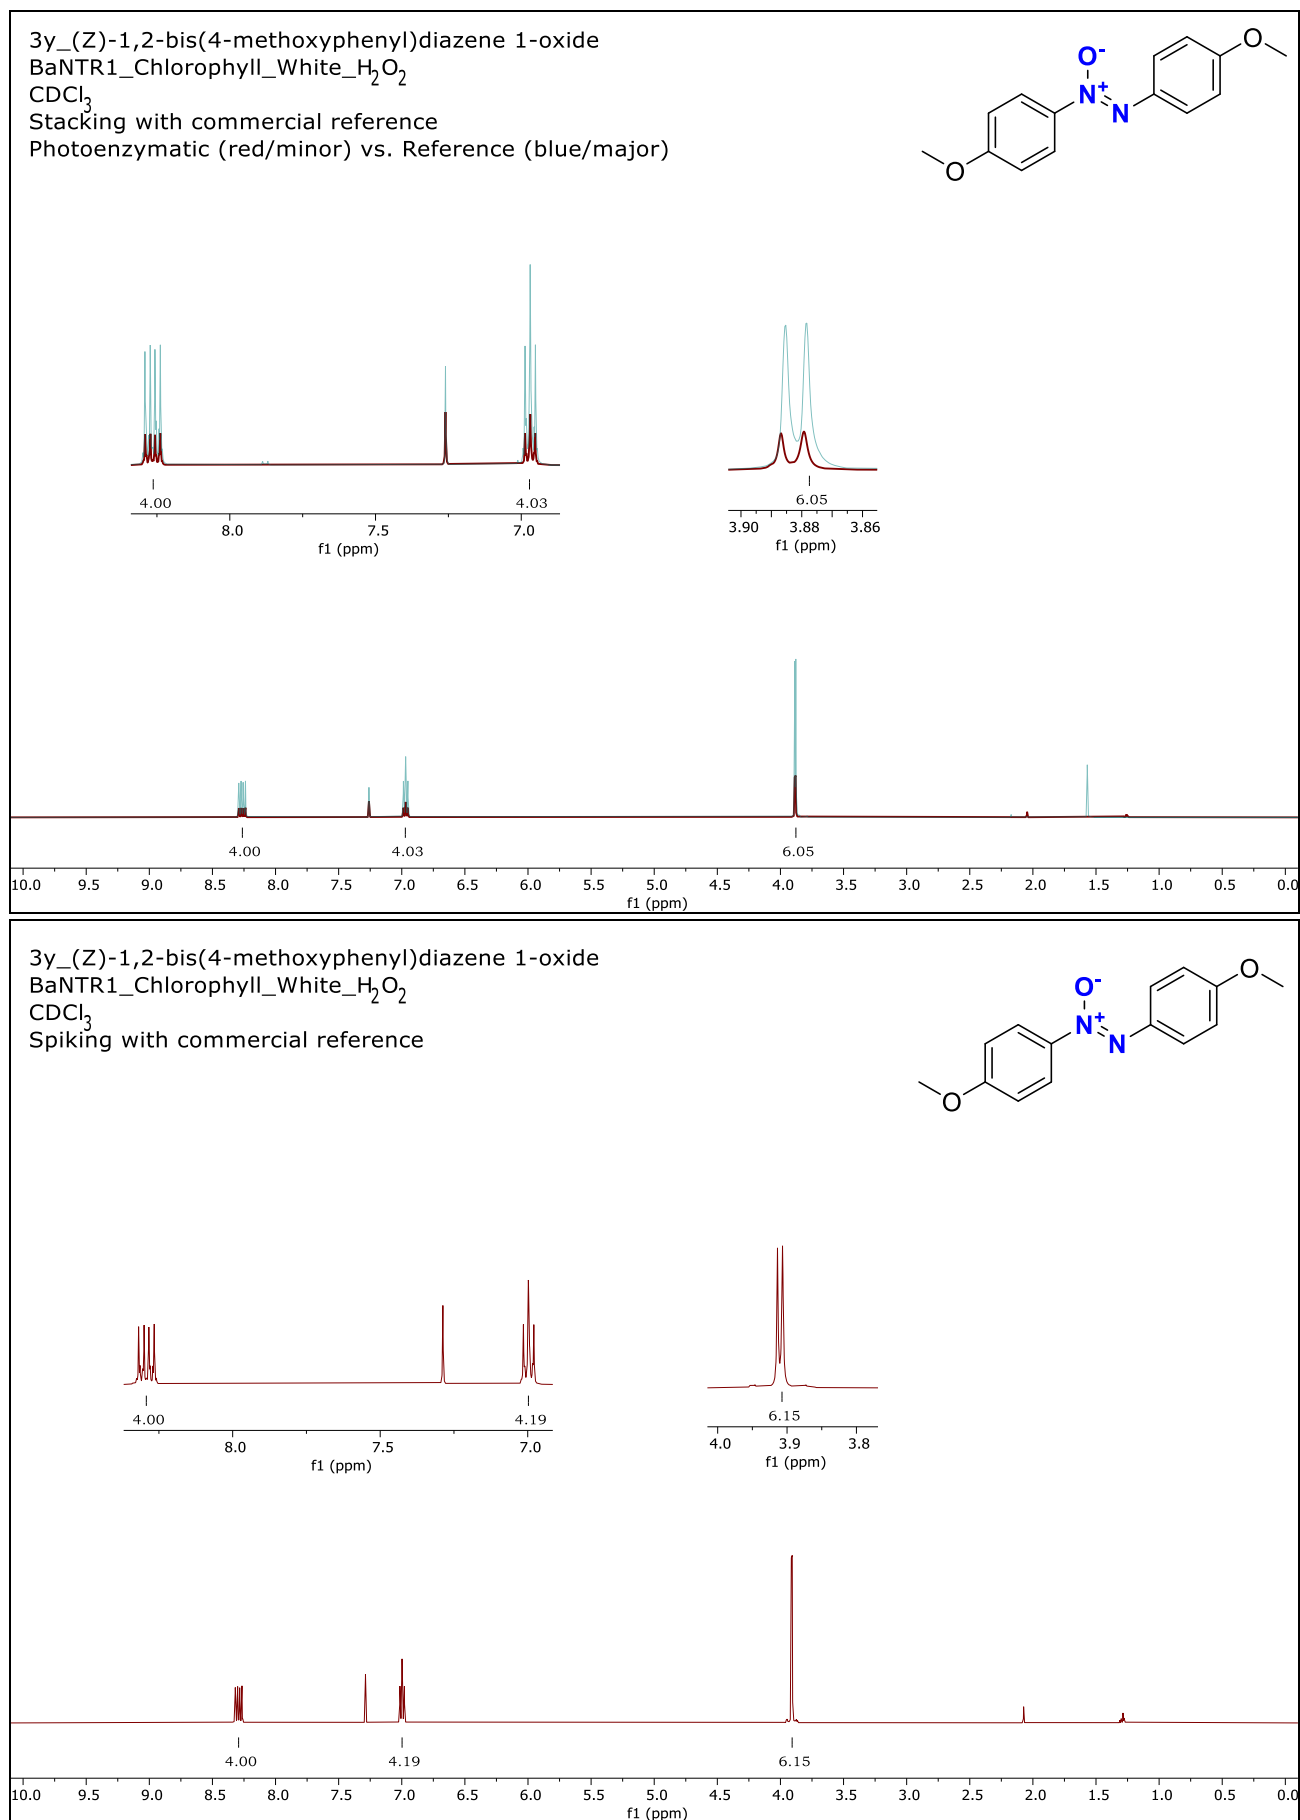 3y_(Z)-1,2-bis(4-methoxyphenyl)diazene 1-oxide
BaNTR1_Chlorophyll_White_H₂O₂
CDCl₃
Stacking with commercial reference
Photoenzymatic (red/minor) vs. Reference (blue/major)
O
O⁻
N⁺
N
O
4.00
4.03
8.0 7.5 7.0
f1 (ppm)
6.05
3.90 3.88 3.86
f1 (ppm)
4.00 4.03 6.05
10.0 9.5 9.0 8.5 8.0 7.5 7.0 6.5 6.0 5.5 5.0 4.5 4.0 3.5 3.0 2.5 2.0 1.5 1.0 0.5 0.0
f1 (ppm)
3y_(Z)-1,2-bis(4-methoxyphenyl)diazene 1-oxide
BaNTR1_Chlorophyll_White_H₂O₂
CDCl₃
Spiking with commercial reference
O
O⁻
N⁺
N
O
4.00
4.19
8.0 7.5 7.0
f1 (ppm)
6.15
4.0 3.9 3.8
f1 (ppm)
4.00 4.19 6.15
10.0 9.5 9.0 8.5 8.0 7.5 7.0 6.5 6.0 5.5 5.0 4.5 4.0 3.5 3.0 2.5 2.0 1.5 1.0 0.5 0.0
f1 (ppm)